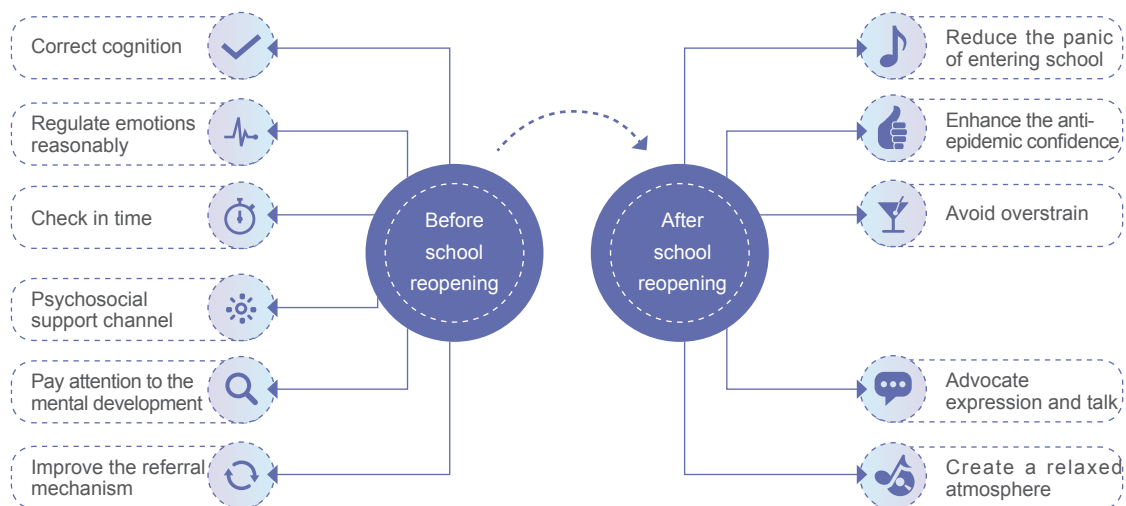 Correct cognition
Regulate emotions
reasonably
Check in time
Psychosocial
support channel
Pay attention to the
mental development
Improve the referral
mechanism
Before
school
reopening
After
school
reopening
Reduce the panic
of entering school
Enhance the anti-
epidemic confidence
Avoid overstrain
Advocate
expression and talk
Create a relaxed
atmosphere